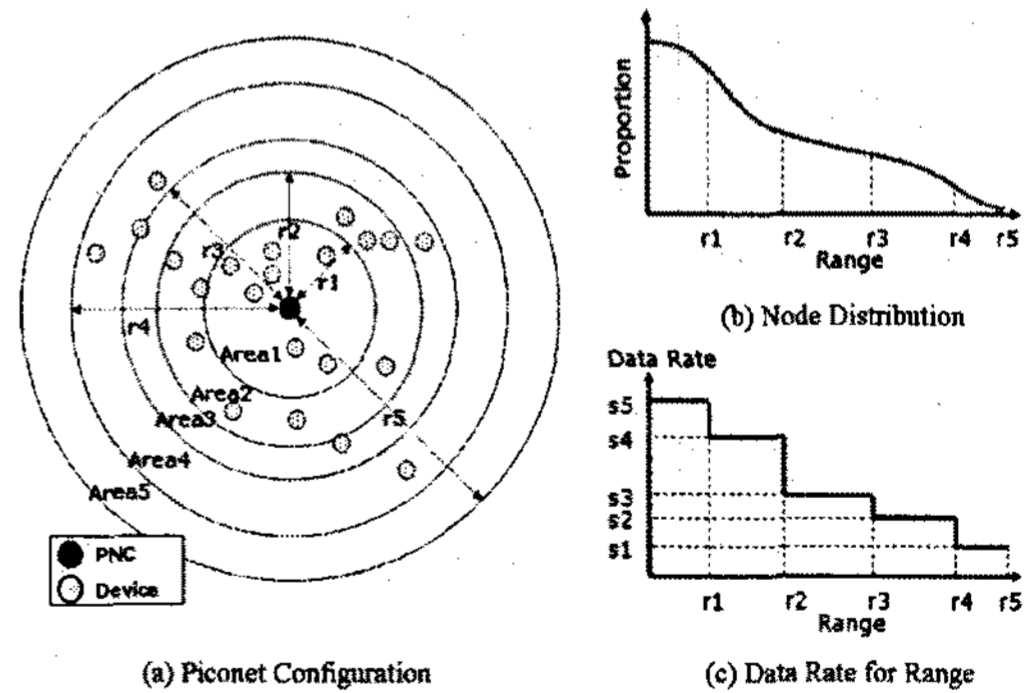 r2
r3
r1
r4
Area1
Area2
Area3
r5
Area4
Area5
PNC
Device
(a) Piconet Configuration
Proportion
r1 r2 r3 r4 r5
Range
(b) Node Distribution
Data Rate
s5
s4
s3
s2
s1
r1 r2 r3 r4 r5
Range
(c) Data Rate for Range